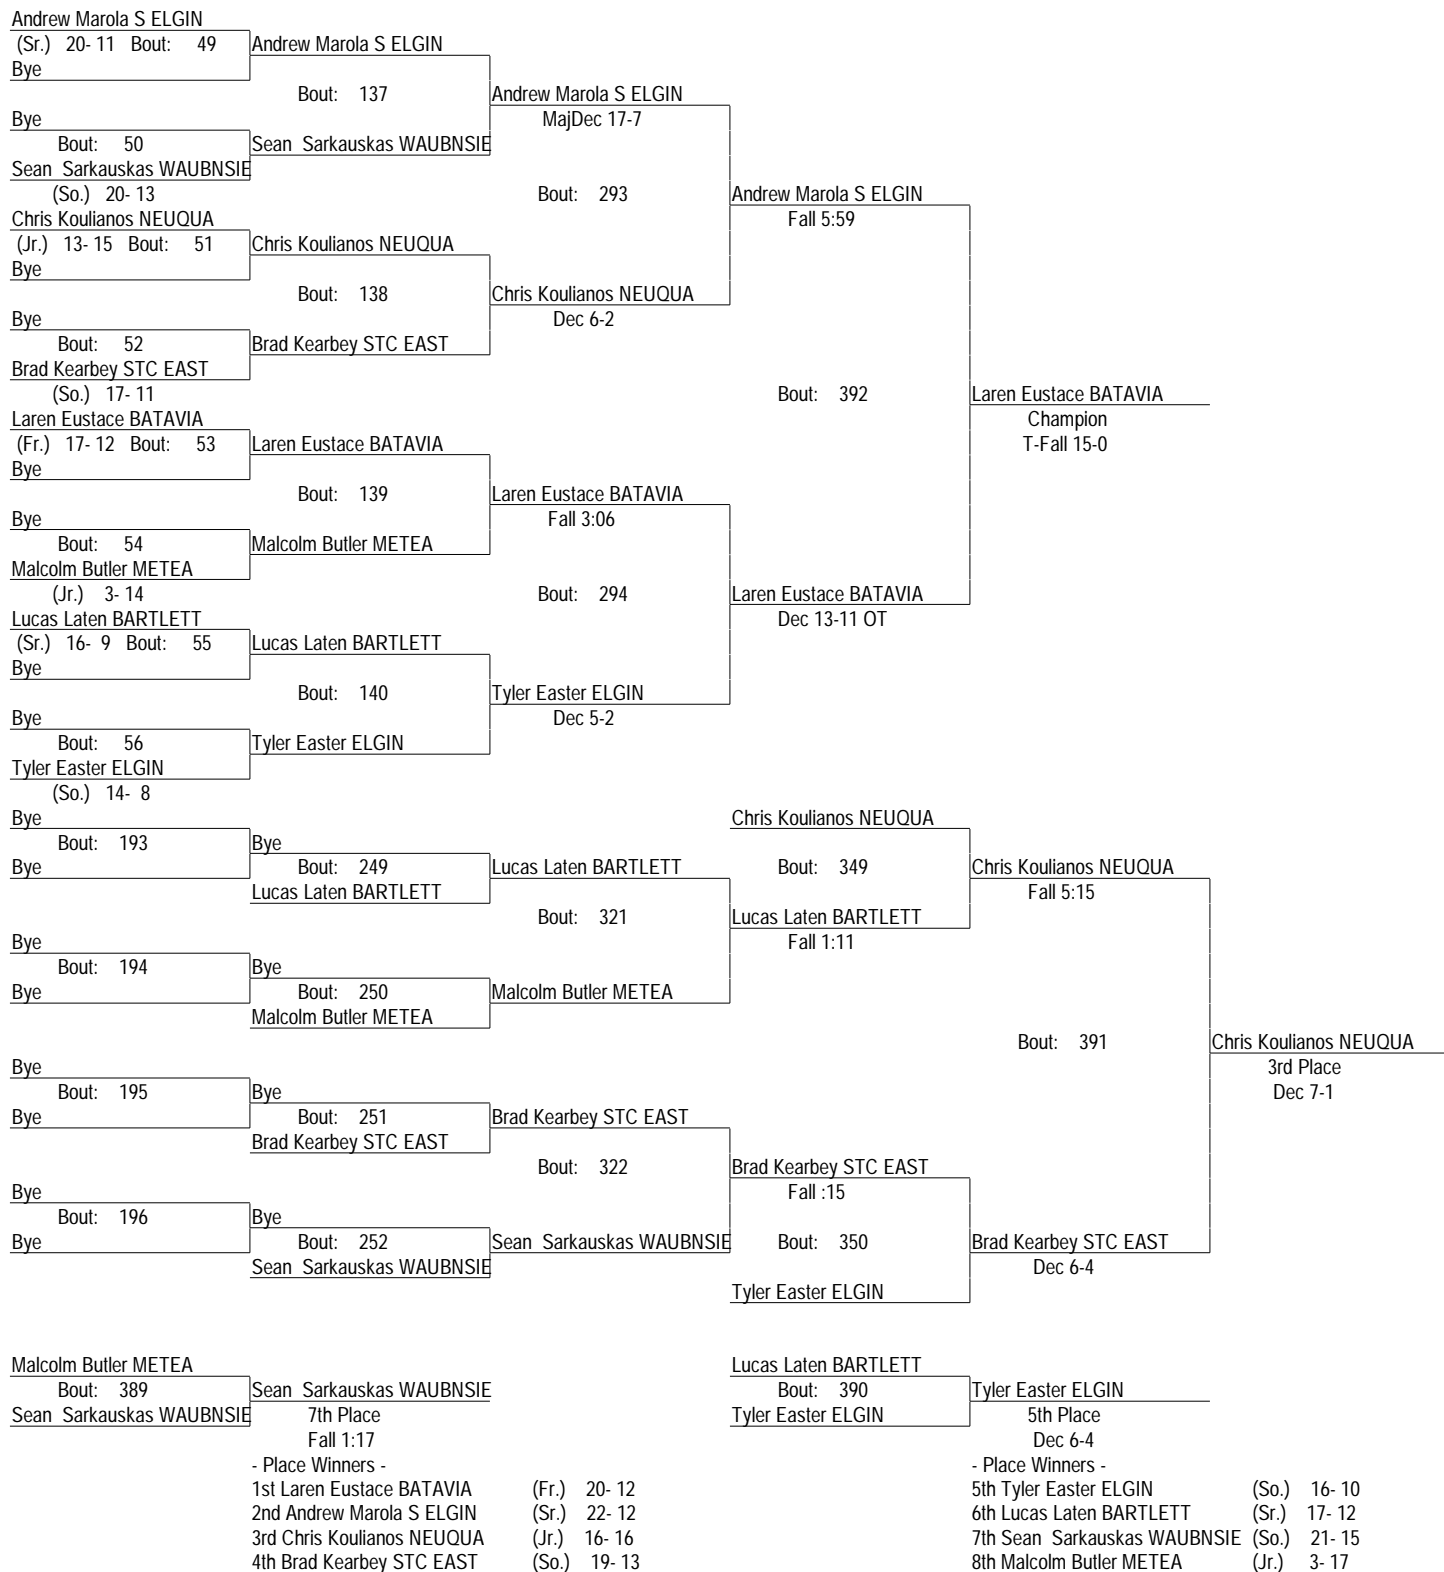 Andrew Marola S ELGIN
(Sr.) 20- 11 Bout: 49 Andrew Marola S ELGIN
Bye
Bout: 137 Andrew Marola S ELGIN
Bye MajDec 17-7
Bout: 50 Sean Sarkauskas WAUBNSIE
Sean Sarkauskas WAUBNSIE
(So.) 20- 13 Bout: 293 Andrew Marola S ELGIN
Chris Koulianos NEUQUA Fall 5:59
(Jr.) 13- 15 Bout: 51 Chris Koulianos NEUQUA
Bye
Bout: 138 Chris Koulianos NEUQUA
Bye Dec 6-2
Bout: 52 Brad Kearbey STC EAST
Brad Kearbey STC EAST
(So.) 17- 11 Bout: 392 Laren Eustace BATAVIA
Laren Eustace BATAVIA Champion
(Fr.) 17- 12 Bout: 53 Laren Eustace BATAVIA T-Fall 15-0
Bye
Bout: 139 Laren Eustace BATAVIA
Bye Fall 3:06
Bout: 54 Malcolm Butler METEA
Malcolm Butler METEA
(Jr.) 3- 14 Bout: 294 Laren Eustace BATAVIA
Lucas Laten BARTLETT Dec 13-11 OT
(Sr.) 16- 9 Bout: 55 Lucas Laten BARTLETT
Bye
Bout: 140 Tyler Easter ELGIN
Bye Dec 5-2
Bout: 56 Tyler Easter ELGIN
Tyler Easter ELGIN
(So.) 14- 8
Bye Chris Koulianos NEUQUA
Bout: 193 Bye
Bye Bout: 249 Lucas Laten BARTLETT Bout: 349 Chris Koulianos NEUQUA
Lucas Laten BARTLETT Fall 5:15
Bout: 321 Lucas Laten BARTLETT
Bye Fall 1:11
Bout: 194 Bye
Bye Bout: 250 Malcolm Butler METEA
Malcolm Butler METEA
Bout: 391 Chris Koulianos NEUQUA
Bye 3rd Place
Bout: 195 Bye Dec 7-1
Bye Bout: 251 Brad Kearbey STC EAST
Brad Kearbey STC EAST
Bout: 322 Brad Kearbey STC EAST
Bye Fall :15
Bout: 196 Bye
Bye Bout: 252 Sean Sarkauskas WAUBNSIE Bout: 350 Brad Kearbey STC EAST
Sean Sarkauskas WAUBNSIE Dec 6-4
Tyler Easter ELGIN
Malcolm Butler METEA Lucas Laten BARTLETT
Bout: 389 Sean Sarkauskas WAUBNSIE Bout: 390 Tyler Easter ELGIN
Sean Sarkauskas WAUBNSIE 7th Place Tyler Easter ELGIN 5th Place
Fall 1:17 Dec 6-4
- Place Winners - - Place Winners -
1st Laren Eustace BATAVIA (Fr.) 20- 12 5th Tyler Easter ELGIN (So.) 16- 10
2nd Andrew Marola S ELGIN (Sr.) 22- 12 6th Lucas Laten BARTLETT (Sr.) 17- 12
3rd Chris Koulianos NEUQUA (Jr.) 16- 16 7th Sean Sarkauskas WAUBNSIE (So.) 21- 15
4th Brad Kearbey STC EAST (So.) 19- 13 8th Malcolm Butler METEA (Jr.) 3- 17